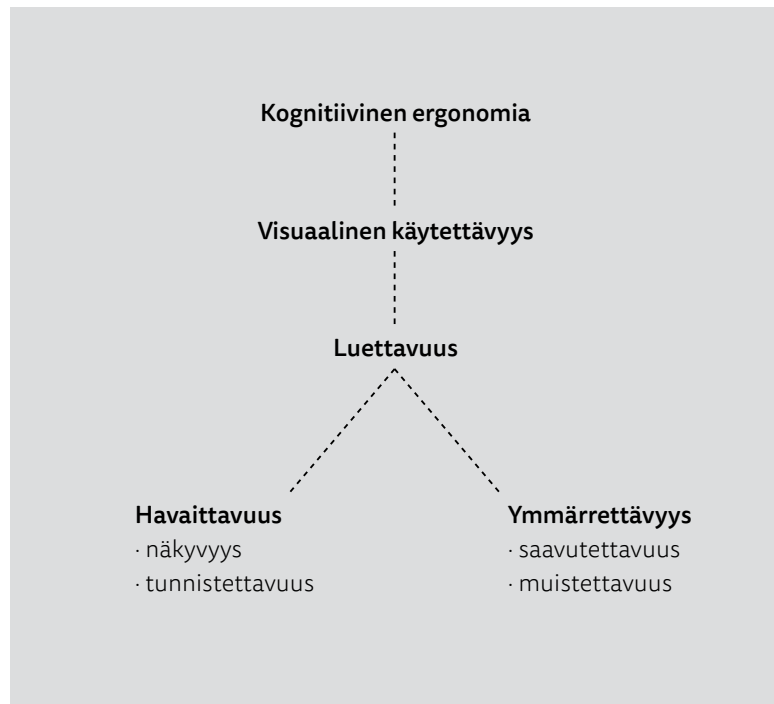 Kognitiivinen ergonomia
Visuaalinen käytettävyys
Luettavuus
Havaittavuus
· näkyvyys
· tunnistettavuus
Ymmärrettävyys
· saavutettavuus
· muistettavuus